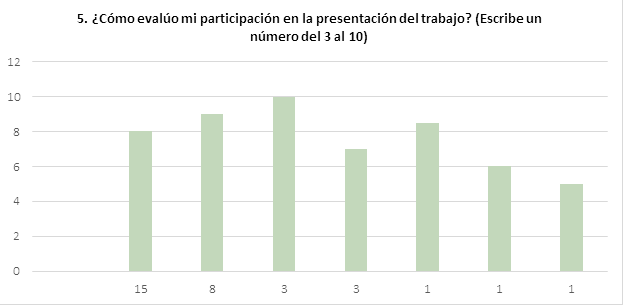 5. ¿Cómo evalúo mi participación en la presentación del trabajo? (Escribe un
número del 3 al 10)
12
10
8
6
4
2
0
15 8 3 3 1 1 1